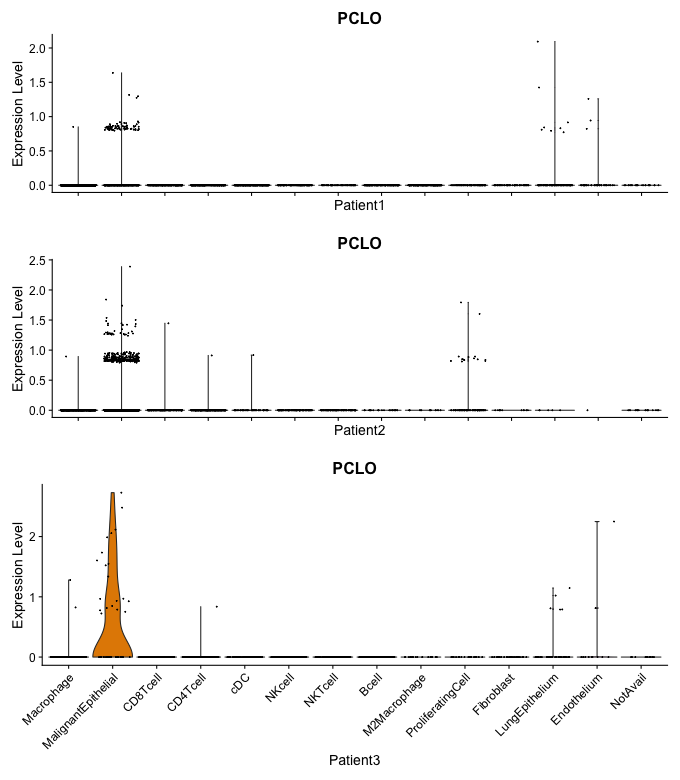 PCLO
Expression Level
2.0
1.5
1.0
0.5
0.0
Patient1
PCLO
Expression Level
2.5
2.0
1.5
1.0
0.5
0.0
Patient2
PCLO
Expression Level
2
1
0
Macrophage
MalignantEpithelial
CD8Tcell
CD4Tcell
cDC
NKcell
NKTcell
Bcell
M2Macrophage
ProliferatingCell
Fibroblast
LungEpithelium
Endothelium
NotAvail
Patient3